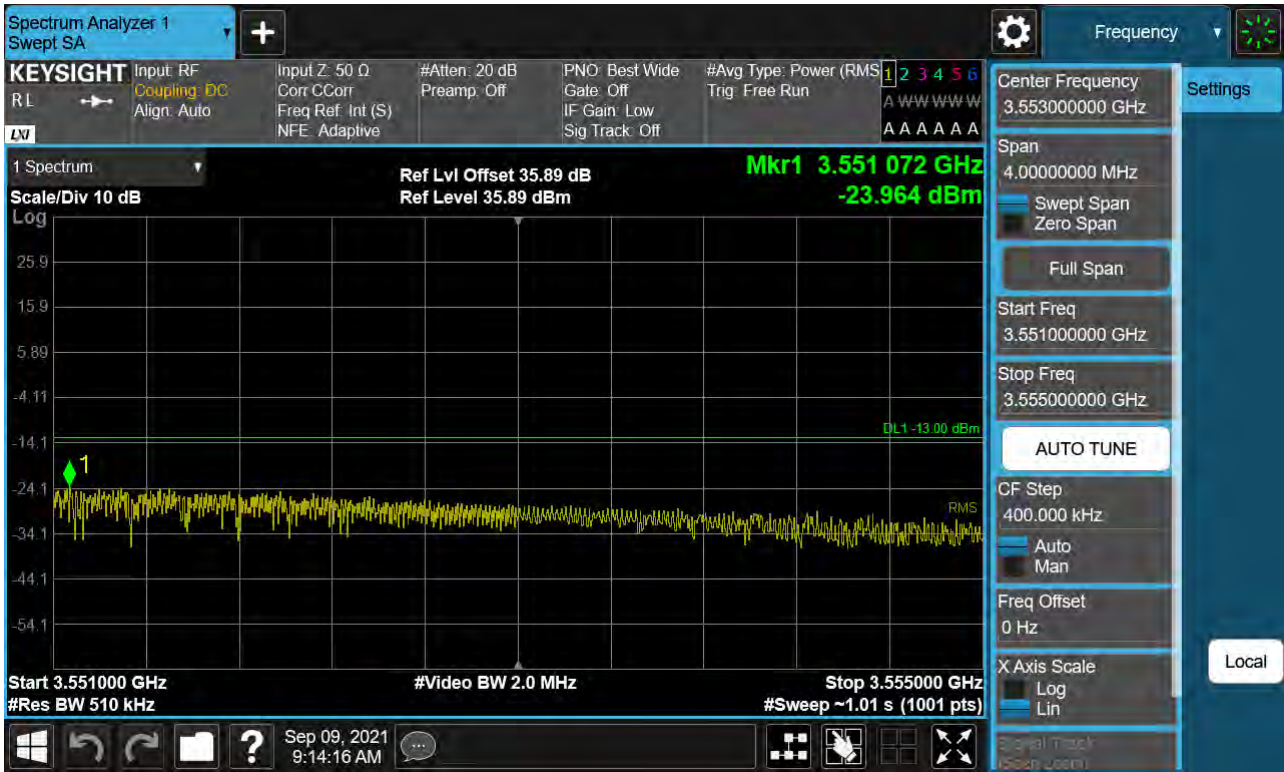 Spectrum Analyzer 1
Swept SA
Frequency
KEYSIGHT
RL
LXI
Input: RF
Coupling: DC
Align: Auto
Input Z: 50 Ω
Corr CCorr
Freq Ref: Int (S)
NFE: Adaptive
#Atten: 20 dB
Preamp: Off
PNO: Best Wide
Gate: Off
IF Gain: Low
Sig Track: Off
#Avg Type: Power (RMS
Trig: Free Run
1 2 3 4 5 6
A W W W W W
A A A A A A
1 Spectrum
Scale/Div 10 dB
Ref Lvl Offset 35.89 dB
Ref Level 35.89 dBm
Mkr1 3.551 072 GHz
-23.964 dBm
Log
25.9
15.9
5.89
-4.11
-14.1
-24.1
-34.1
-44.1
-54.1
DL1 -13.00 dBm
1
RMS
Start 3.551000 GHz
#Res BW 510 kHz
#Video BW 2.0 MHz
Stop 3.555000 GHz
#Sweep ~1.01 s (1001 pts)
Center Frequency
3.553000000 GHz
Span
4.00000000 MHz
Swept Span
Zero Span
Full Span
Start Freq
3.551000000 GHz
Stop Freq
3.555000000 GHz
AUTO TUNE
CF Step
400.000 kHz
Auto
Man
Freq Offset
0 Hz
X Axis Scale
Log
Lin
Signal Track
(Span Zoom)
Settings
Local
?
Sep 09, 2021
9:14:16 AM